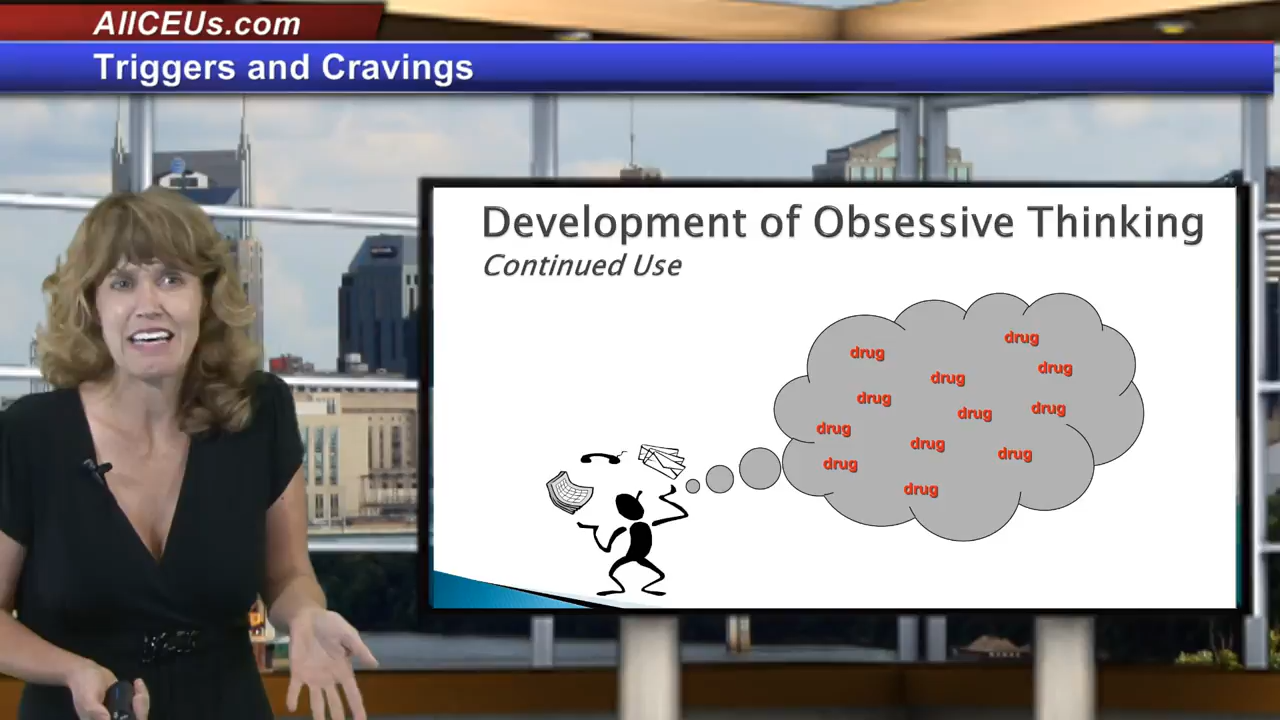 AllCEUs.com
Triggers and Cravings
Development of Obsessive Thinking
Continued Use
drug
drug
drug
drug
drug
drug
drug
drug
drug
drug
drug
drug